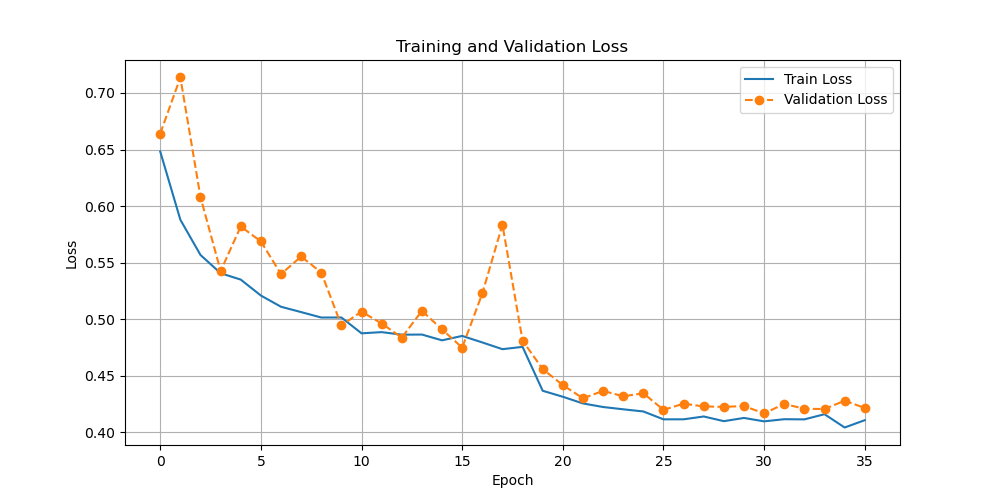 Training and Validation Loss
Train Loss
Validation Loss
0.70
0.65
0.60
0.55
0.50
0.45
0.40
Loss
0 5 10 15 20 25 30 35
Epoch